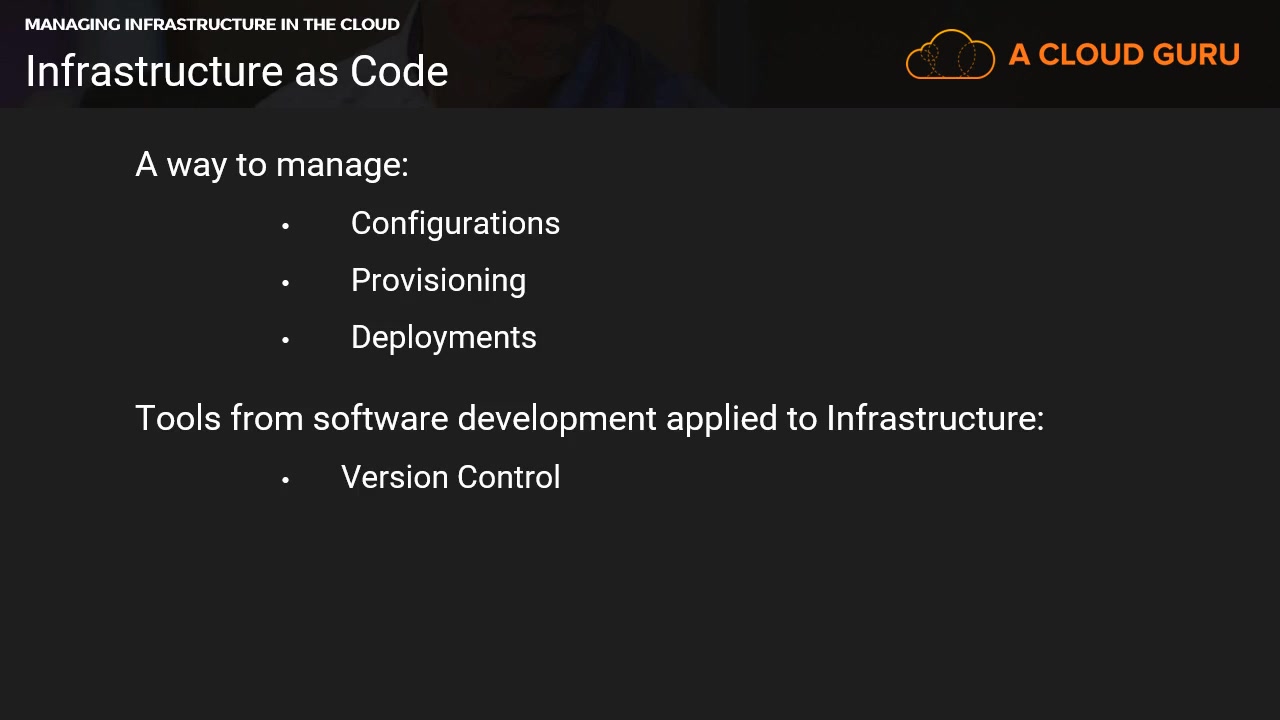 MANAGING INFRASTRUCTURE IN THE CLOUD
Infrastructure as Code
A CLOUD GURU
A way to manage:
• Configurations
• Provisioning
• Deployments
Tools from software development applied to Infrastructure:
• Version Control